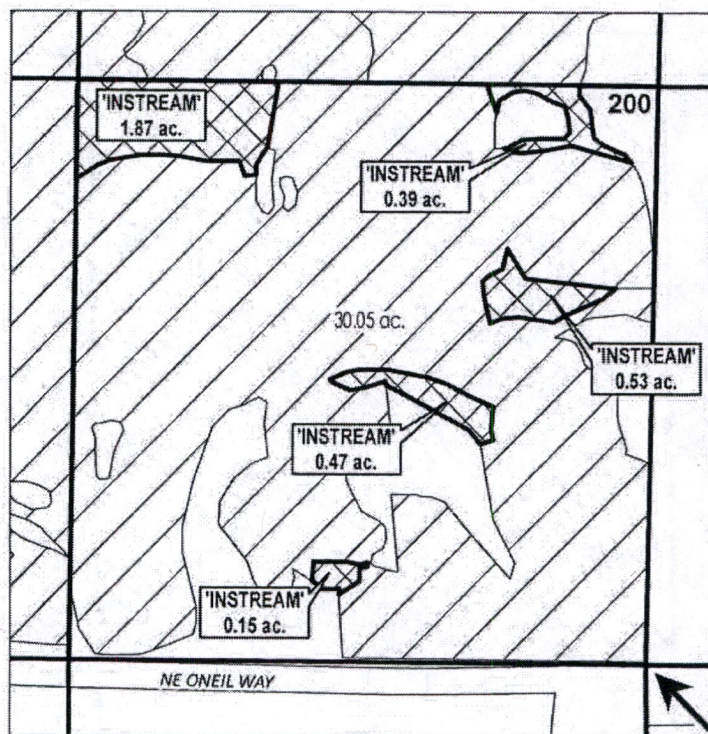 'INSTREAM'
1.87 ac.
200
'INSTREAM'
0.39 ac.
30.05 ac.
'INSTREAM'
0.53 ac.
'INSTREAM'
0.47 ac.
'INSTREAM'
0.15 ac.
NE ONEIL WAY